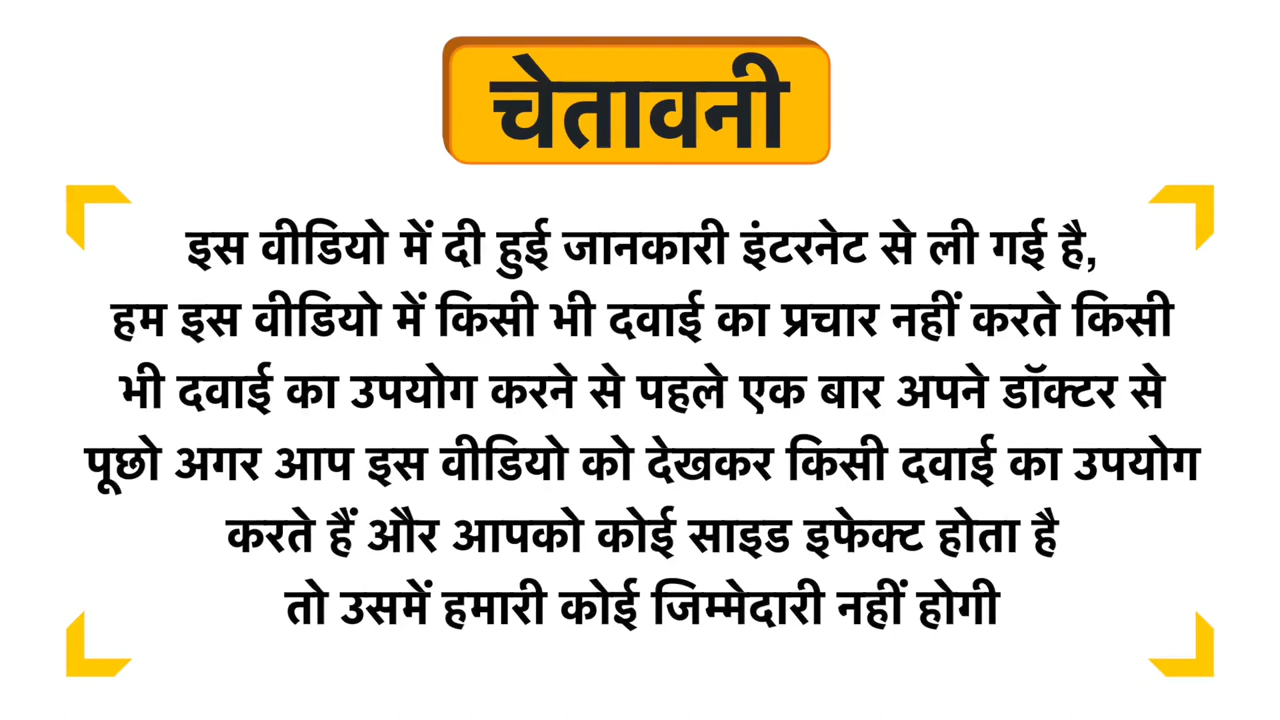 चेतावनी
इस वीडियो में दी हुई जानकारी इंटरनेट से ली गई है,
हम इस वीडियो में किसी भी दवाई का प्रचार नहीं करते किसी
भी दवाई का उपयोग करने से पहले एक बार अपने डॉक्टर से
पूछो अगर आप इस वीडियो को देखकर किसी दवाई का उपयोग
करते हैं और आपको कोई साइड इफेक्ट होता है
तो उसमें हमारी कोई जिम्मेदारी नहीं होगी